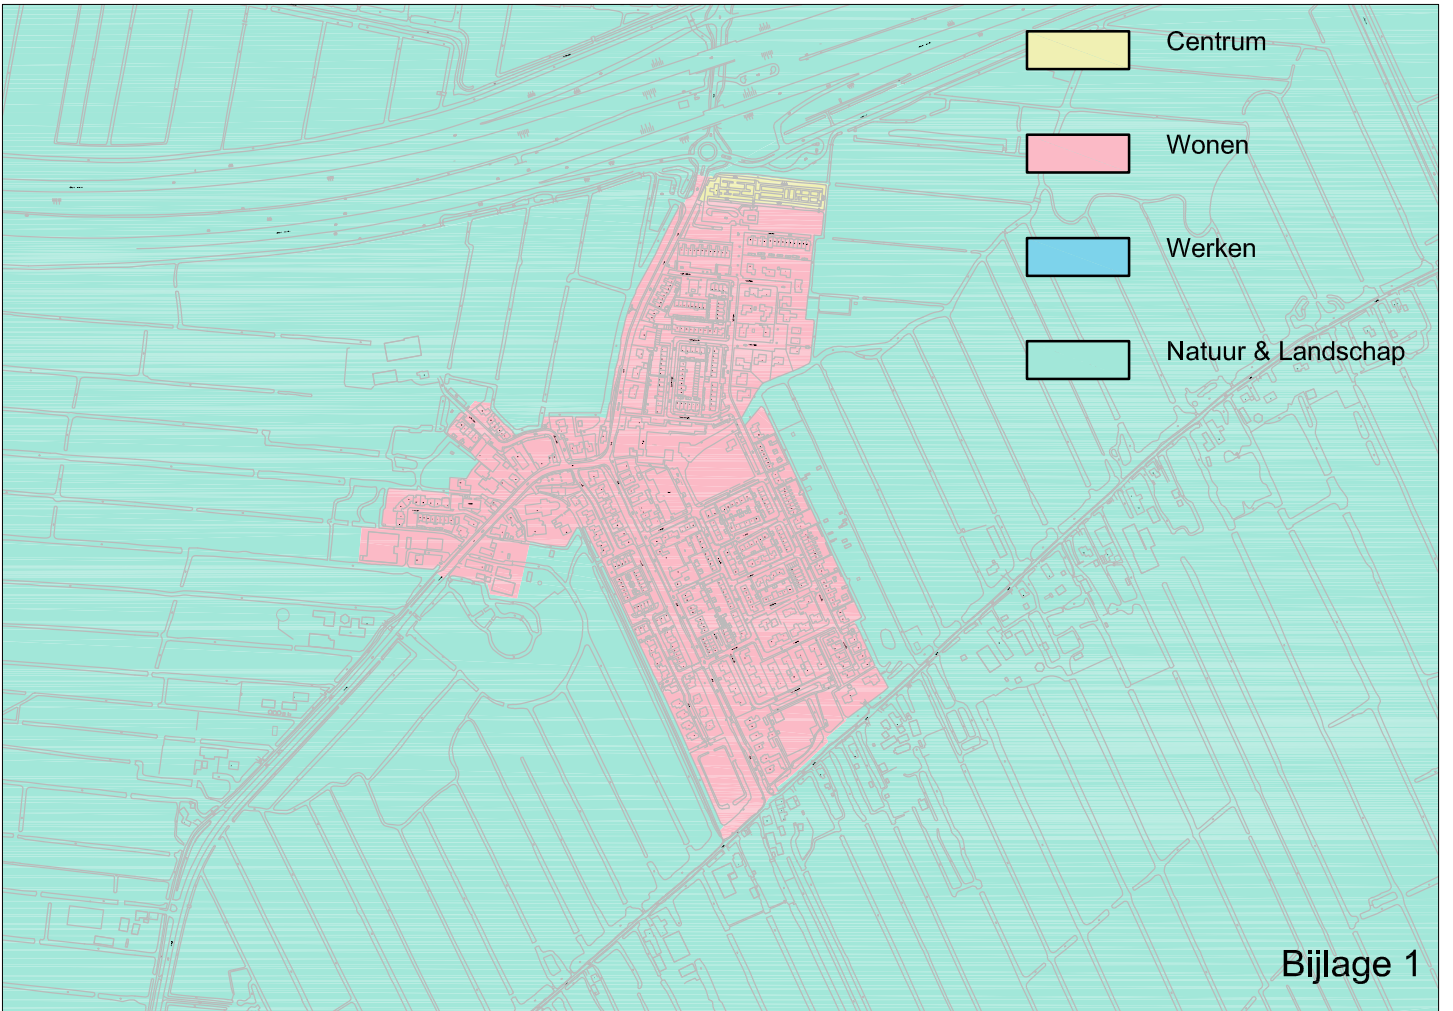 Centrum
Wonen
Werken
Natuur & Landschap
Bijlage 1